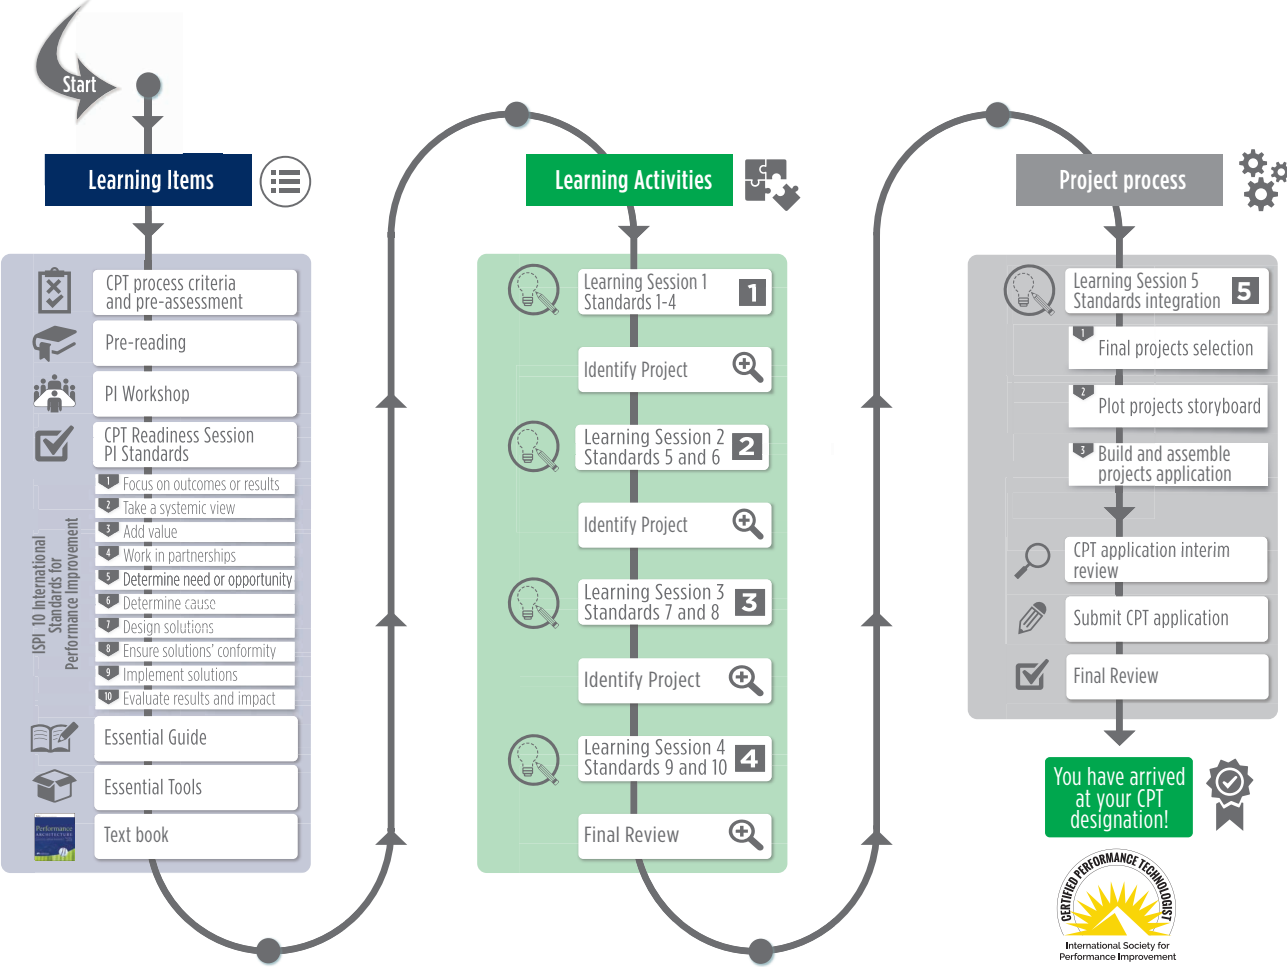 Start
Learning Items
CPT process criteria
and pre-assessment
Pre-reading
PI Workshop
CPT Readiness Session
PI Standards
ISPI 10 International
Standards for
Performance Improvement
1 Focus on outcomes or results
2 Take a systemic view
3 Add value
4 Work in partnerships
5 Determine need or opportunity
6 Determine cause
7 Design solutions
8 Ensure solutions' conformity
9 Implement solutions
10 Evaluate results and impact
Essential Guide
Essential Tools
Performance
ARCHITECTURE
Text book
Learning Activities
Learning Session 1
Standards 1-4
1
Identify Project
Learning Session 2
Standards 5 and 6
2
Identify Project
Learning Session 3
Standards 7 and 8
3
Identify Project
Learning Session 4
Standards 9 and 10
4
Final Review
Project process
Learning Session 5
Standards integration
5
1 Final projects selection
2 Plot projects storyboard
3 Build and assemble
projects application
CPT application interim
review
Submit CPT application
Final Review
You have arrived
at your CPT
designation!
CERTIFIED PERFORMANCE TECHNOLOGIST
International Society for
Performance Improvement